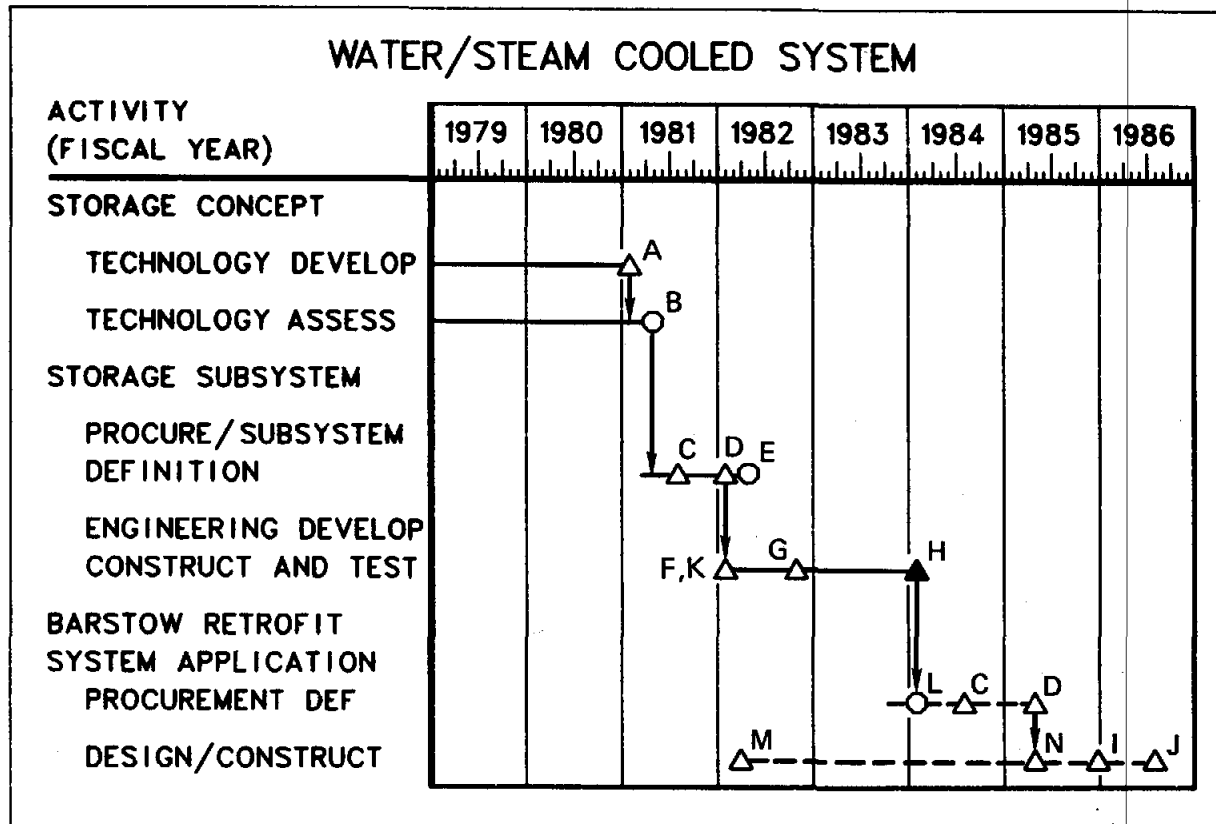 WATER/STEAM COOLED SYSTEM
ACTIVITY
(FISCAL YEAR)
1979 1980 1981 1982 1983 1984 1985 1986
STORAGE CONCEPT
TECHNOLOGY DEVELOP A
TECHNOLOGY ASSESS B
STORAGE SUBSYSTEM
PROCURE/SUBSYSTEM
DEFINITION C D E
ENGINEERING DEVELOP
CONSTRUCT AND TEST F,K G H
BARSTOW RETROFIT
SYSTEM APPLICATION
PROCUREMENT DEF L C D
DESIGN/CONSTRUCT M N I J